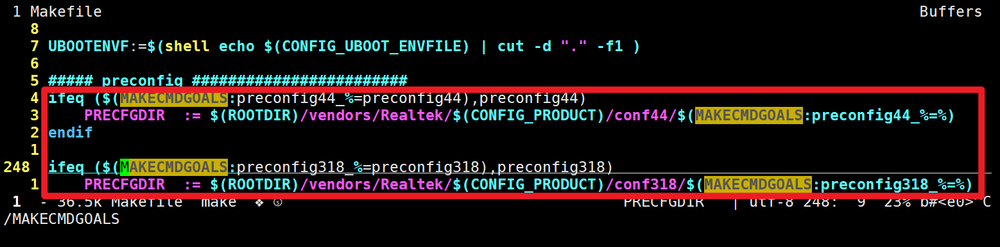 1 Makefile Buffers
8
7 UBOOTENVF:=$(shell echo $(CONFIG_UBOOT_ENVFILE) | cut -d "." -f1 )
6
5 ##### preconfig ########################
4 ifeq ($(MAKECMDGOALS:preconfig44_%=preconfig44),preconfig44)
3 PRECFGDIR := $(ROOTDIR)/vendors/Realtek/$(CONFIG_PRODUCT)/conf44/$(MAKECMDGOALS:preconfig44_%=%)
2 endif
1
248 ifeq ($(MAKECMDGOALS:preconfig318_%=preconfig318),preconfig318)
1 PRECFGDIR := $(ROOTDIR)/vendors/Realtek/$(CONFIG_PRODUCT)/conf318/$(MAKECMDGOALS:preconfig318_%=%)
1 - 36.5k Makefile make ❖ ⓢ PRECFGDIR | utf-8 248: 9 23% b#<e0>^C
/MAKECMDGOALS